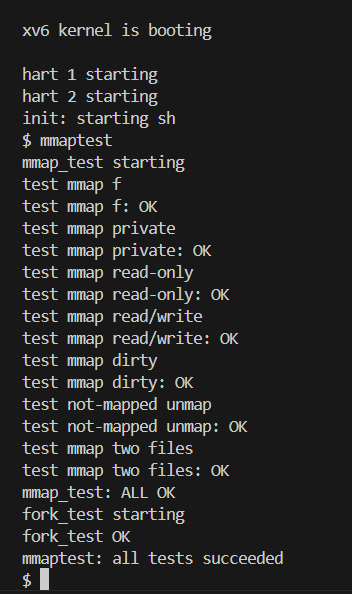 xv6 kernel is booting
hart 1 starting
hart 2 starting
init: starting sh
$ mmaptest
mmap_test starting
test mmap f
test mmap f: OK
test mmap private
test mmap private: OK
test mmap read-only
test mmap read-only: OK
test mmap read/write
test mmap read/write: OK
test mmap dirty
test mmap dirty: OK
test not-mapped unmap
test not-mapped unmap: OK
test mmap two files
test mmap two files: OK
mmap_test: ALL OK
fork_test starting
fork_test OK
mmaptest: all tests succeeded
$